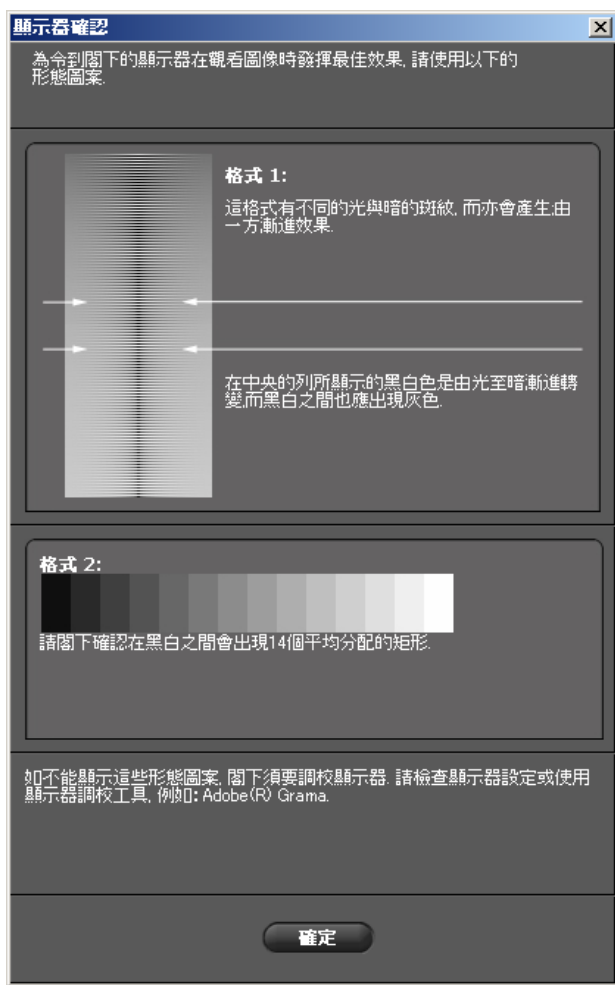 顯示器確認
為令到閣下的顯示器在觀看圖像時發揮最佳效果, 請使用以下的
形態圖案.
格式 1:
這格式有不同的光與暗的斑紋, 而亦會產生:由
一方漸進效果.
在中央的列所顯示的黑白色是由光至暗漸進轉
變,而黑白之間也應出現灰色.
格式 2:
請閣下確認在黑白之間會出現14個平均分配的矩形.
如不能顯示這些形態圖案, 閣下須要調校顯示器. 請檢查顯示器設定或使用
顯示器調校工具, 例如: Adobe(R) Grama.
確定